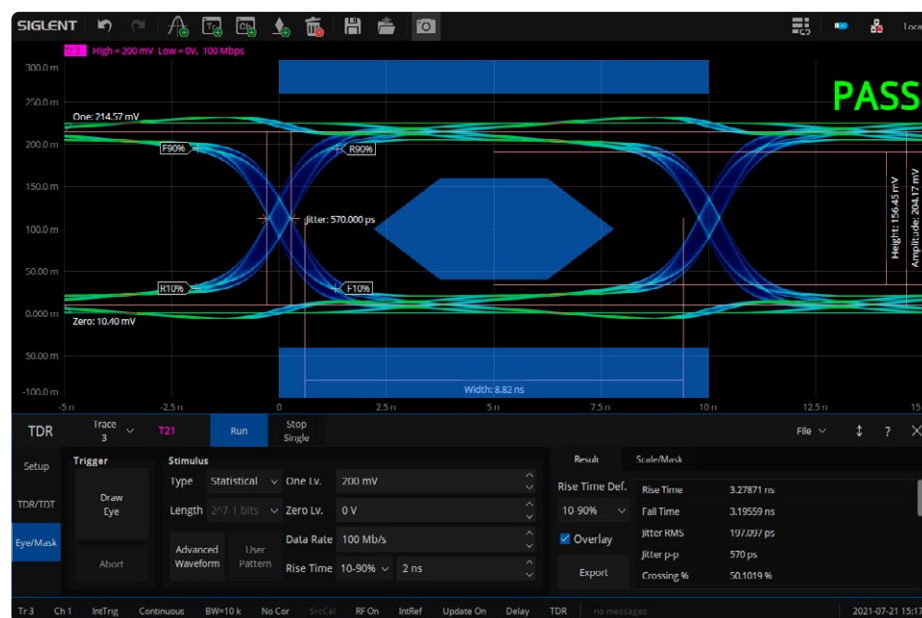 SIGLENT
Tr
Ch
Tr 3 High = 200 mV Low = 0V, 100 Mbps
300.0 m
PASS
250.0 m
One: 214.57 mV
200.0 m
F90%
R90%
150.0 m
Jitter: 570.000 ps
100.0 m
Height: 156.45 mV
Amplitude: 204.17 mV
50.00 m
R10%
F10%
0.000 m
Zero: 10.40 mV
50.00 m
Width: 8.82 ns
-100.0 m
-5 n
-2.5 n
0
2.5 n
5 n
7.5 n
10 n
12.5 n
TDR
Trace
3
T21
Run
Stop
Single
File
?
Setup
Trigger
Stimulus
Result
Scale/Mask
Type Statistical One Lv. 200 mV
Rise Time Def.
Rise Time 3.27871 ns
Draw
Eye
TDR/TDT
Length 2^7-1 bits Zero Lv. 0 V
10-90%
Fall Time 3.19559 ns
Eye/Mask
Data Rate 100 Mb/s
Overlay
Jitter RMS 197.097 ps
Advanced
Waveform
User
Pattern
Jitter p-p 570 ps
Abort
Rise Time 10-90% 2 ns
Export
Crossing % 50.1019 %
Tr 3 Ch 1 IntTrig Continuous BW=10 k No Cor SrcCal RF On IntRef Update On Delay TDR no messages 2021-07-21 15:17